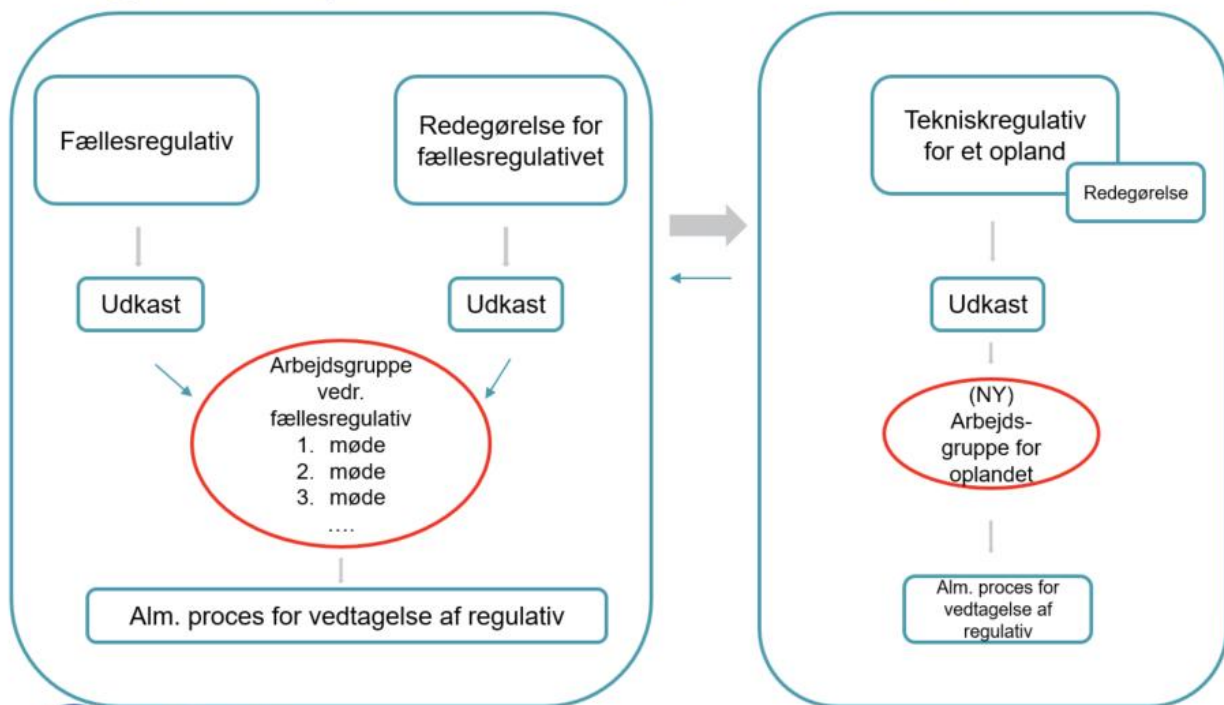 Fællesregulativ
Redegørelse for
fællesregulativet
Udkast
Udkast
Arbejdsgruppe
vedr.
fællesregulativ
1. møde
2. møde
3. møde
....
Alm. proces for vedtagelse af regulativ
Tekniskregulativ
for et opland
Redegørelse
Udkast
(NY)
Arbejds-
gruppe for
oplandet
Alm. proces for
vedtagelse af
regulativ